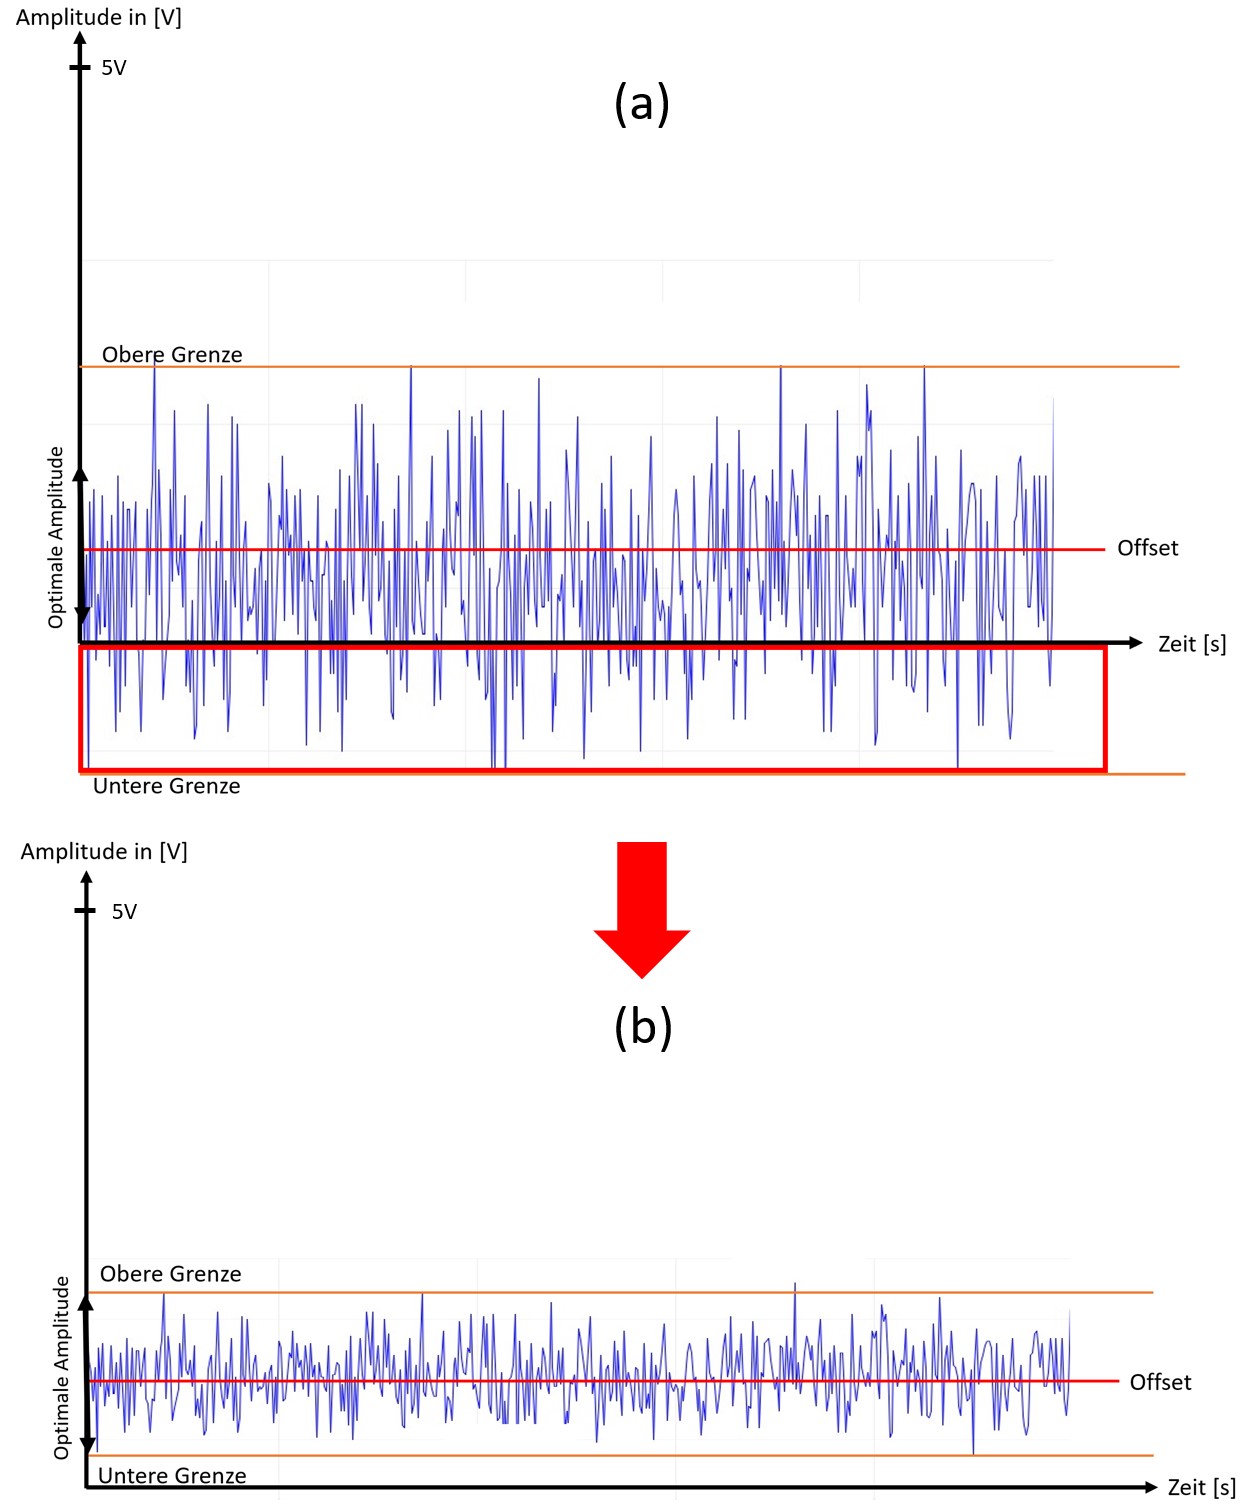 Amplitude in [V]
5V
(a)
Obere Grenze
Optimale Amplitude
Offset
Zeit [s]
Untere Grenze
Amplitude in [V]
5V
(b)
Obere Grenze
Optimale Amplitude
Offset
Untere Grenze
Zeit [s]